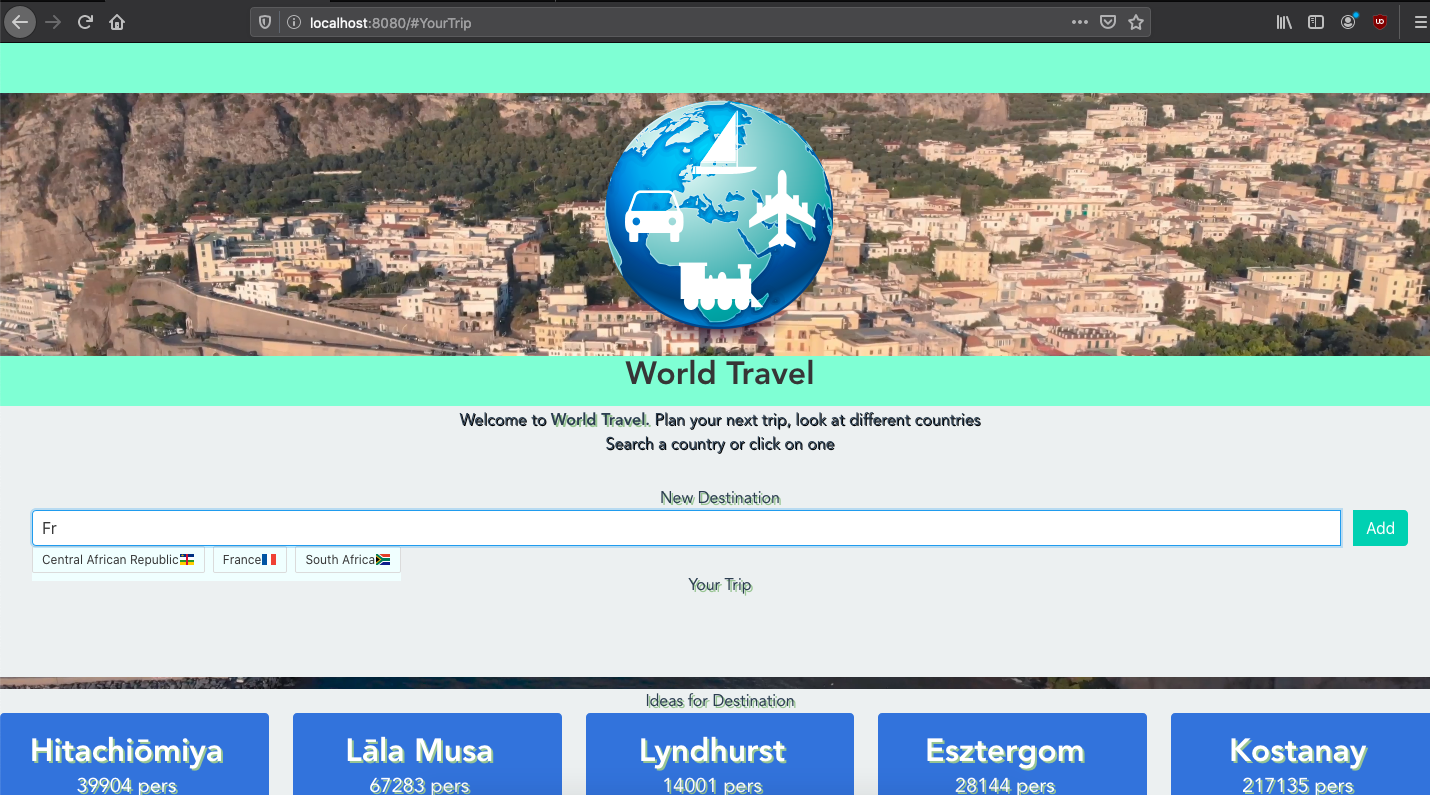 localhost:8080/#YourTrip
World Travel
Welcome to World Travel. Plan your next trip, look at different countries
Search a country or click on one
New Destination
Fr
Add
Central African Republic🇨🇫 France🇫🇷 South Africa🇿🇦
Your Trip
Ideas for Destination
Hitachiōmiya
39904 pers
Lāla Musa
67283 pers
Lyndhurst
14001 pers
Esztergom
28144 pers
Kostanay
217135 pers